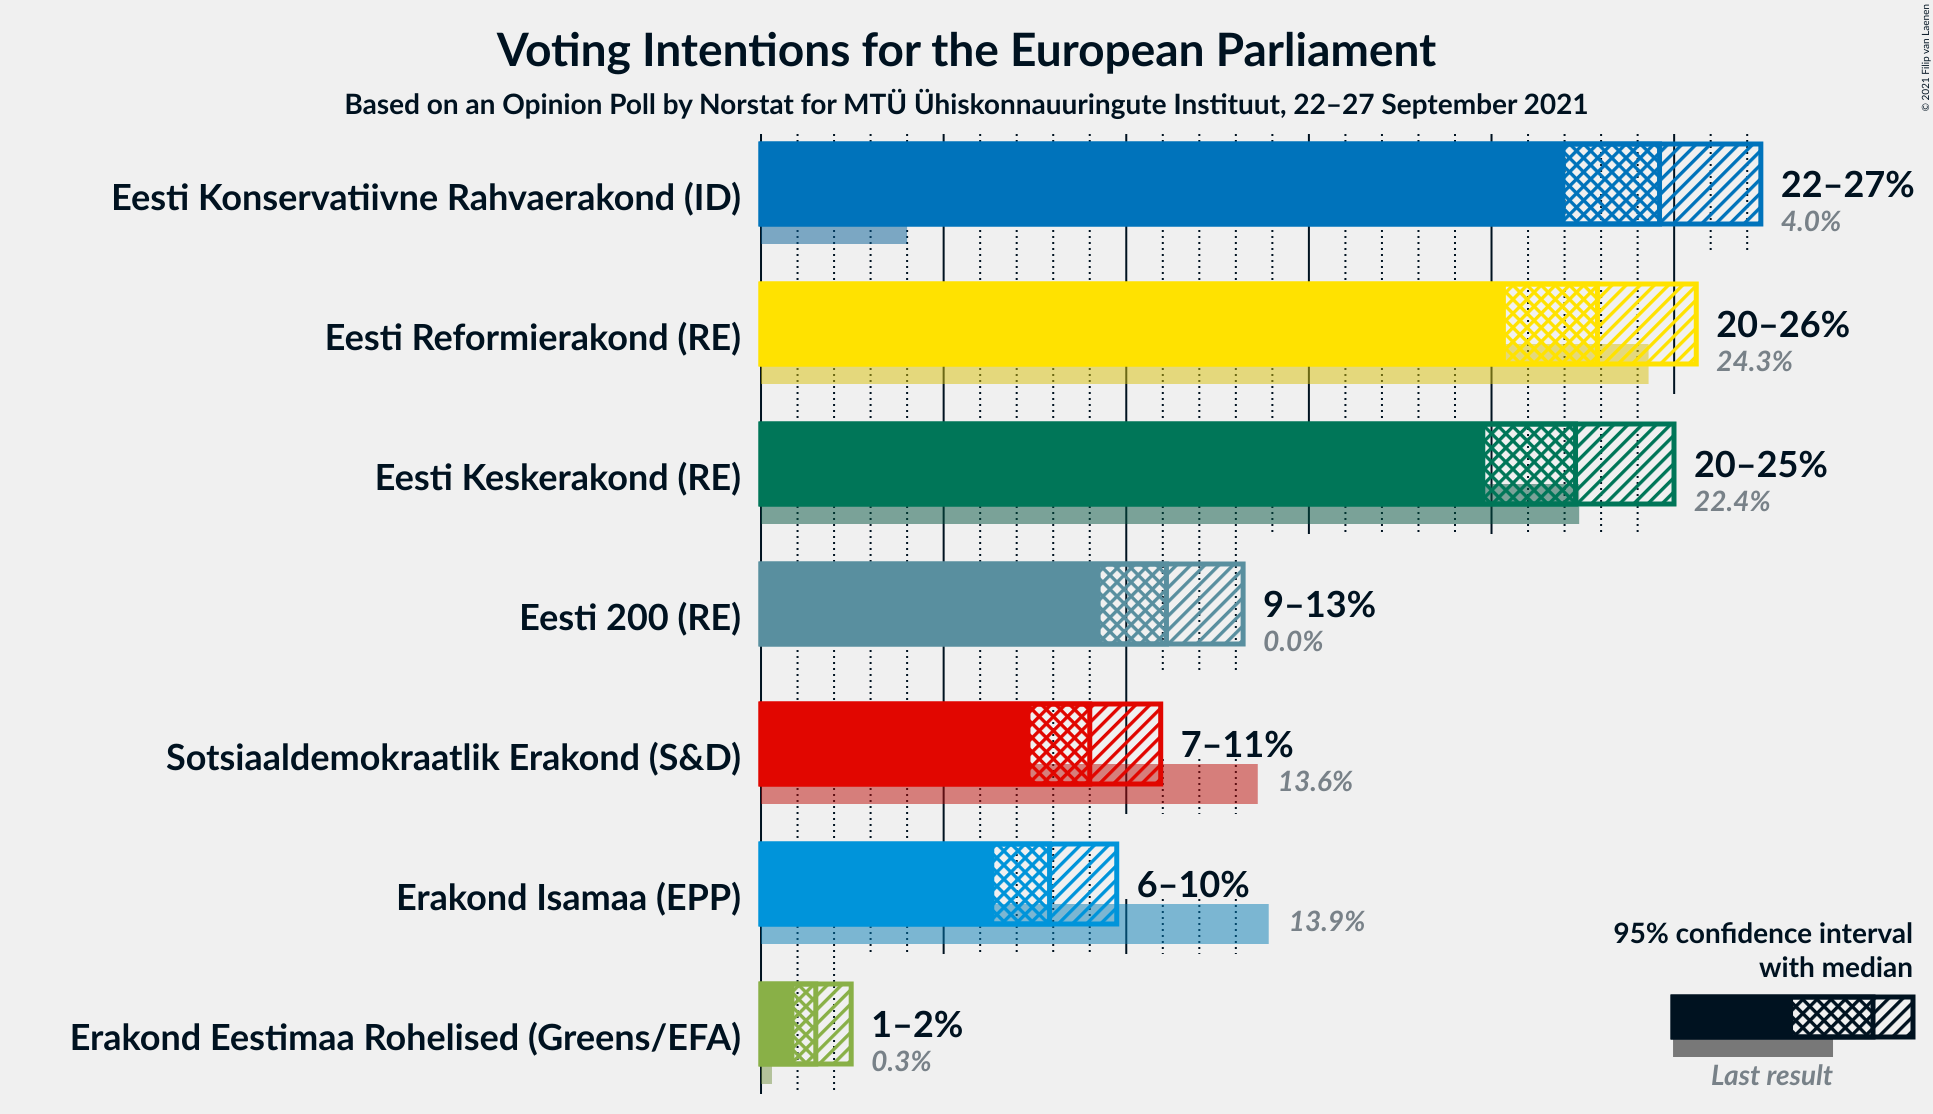 Voting Intentions for the European Parliament
Based on an Opinion Poll by Norstat for MTÜ Ühiskonnauuringute Instituut, 22–27 September 2021
© 2021 Filip van Laenen
Eesti Konservatiivne Rahvaerakond (ID)
22–27%
4.0%
Eesti Reformierakond (RE)
20–26%
24.3%
Eesti Keskerakond (RE)
20–25%
22.4%
Eesti 200 (RE)
9–13%
0.0%
Sotsiaaldemokraatlik Erakond (S&D)
7–11%
13.6%
Erakond Isamaa (EPP)
6–10%
13.9%
Erakond Eestimaa Rohelised (Greens/EFA)
1–2%
0.3%
95% confidence interval
with median
Last result